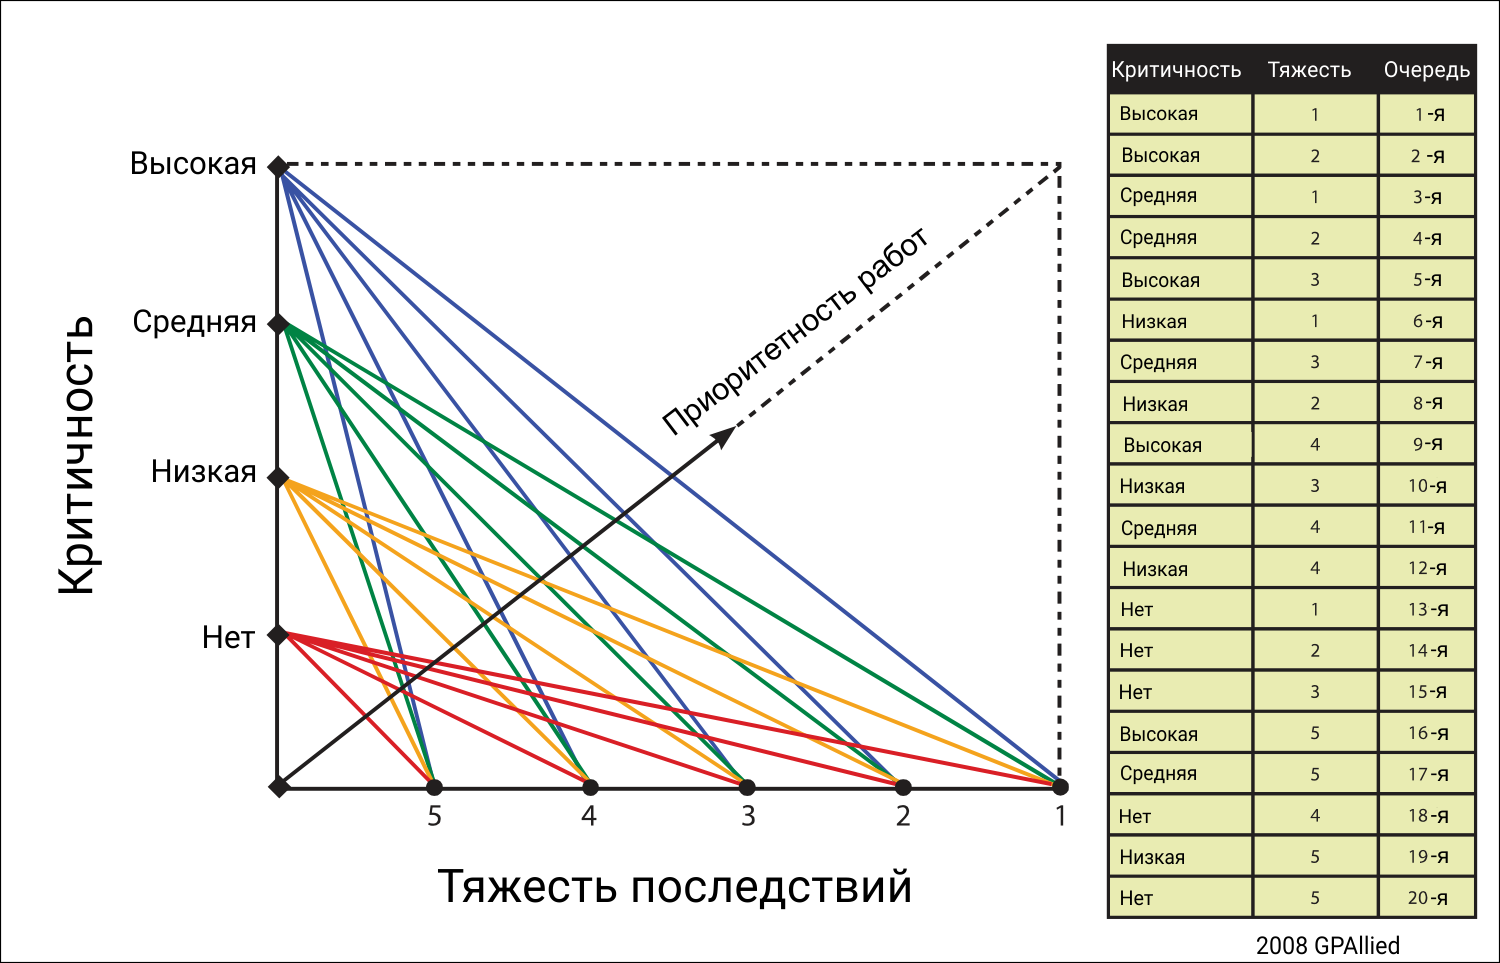 Высокая
Средняя
Низкая
Нет
Критичность
Приоритетность работ
5 4 3 2 1
Тяжесть последствий
Критичность Тяжесть Очередь
Высокая 1 1-я
Высокая 2 2 -я
Средняя 1 3-я
Средняя 2 4-я
Высокая 3 5-я
Низкая 1 6-я
Средняя 3 7-я
Низкая 2 8-я
Высокая 4 9-я
Низкая 3 10-я
Средняя 4 11-я
Низкая 4 12-я
Нет 1 13-я
Нет 2 14-я
Нет 3 15-я
Высокая 5 16-я
Средняя 5 17-я
Нет 4 18-я
Низкая 5 19-я
Нет 5 20-я
2008 GPAllied